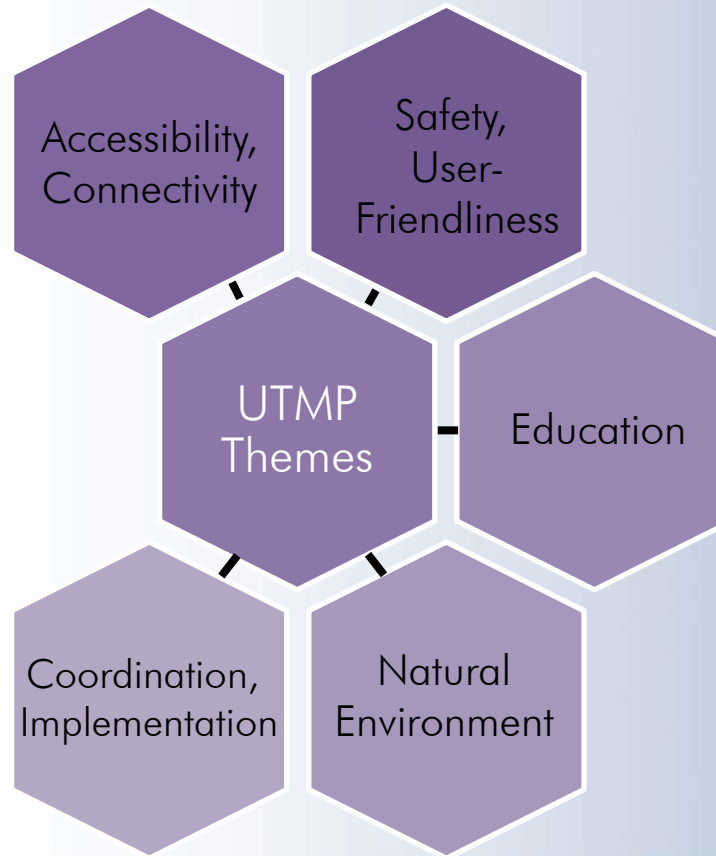 Accessibility,
Connectivity
Safety,
User-
Friendliness
UTMP
Themes
Education
Coordination,
Implementation
Natural
Environment